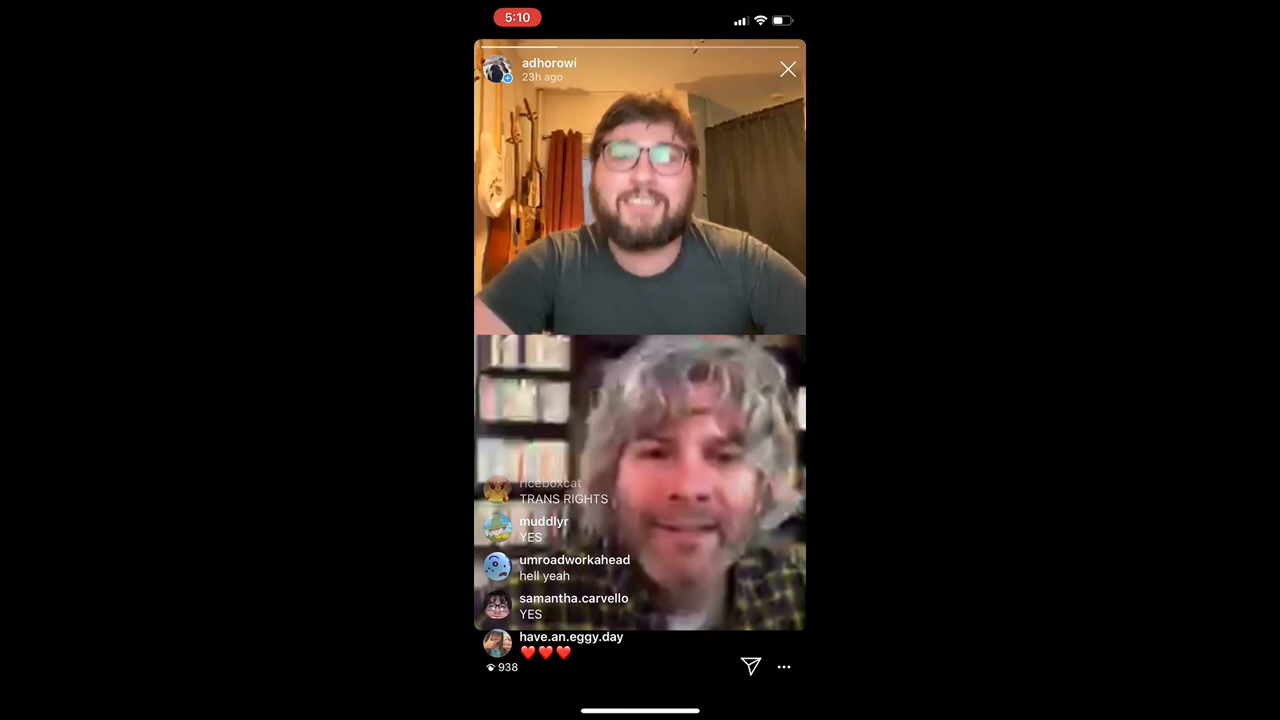 5:10
adhorowi
23h ago
riceboxcat
TRANS RIGHTS
muddlyr
YES
umroadworkahead
hell yeah
samantha.carvello
YES
have.an.eggy.day
❤️❤️❤️
938